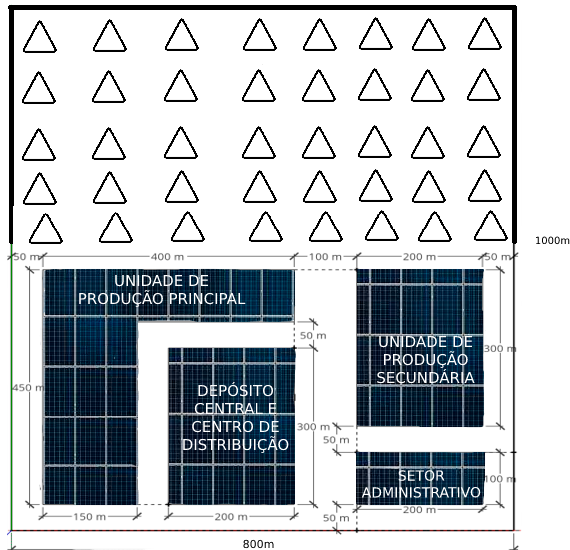 1000m
50 m 400 m 100 m 200 m 50 m
UNIDADE DE
PRODUÇÃO PRINCIPAL
50 m
UNIDADE DE
PRODUÇÃO
SECUNDÁRIA
300 m
450 m
DEPÓSITO
CENTRAL E
CENTRO DE
DISTRIBUIÇÃO
300 m
50 m
SETOR
ADMINISTRATIVO
100 m
150 m 200 m 50 m 200 m
800m